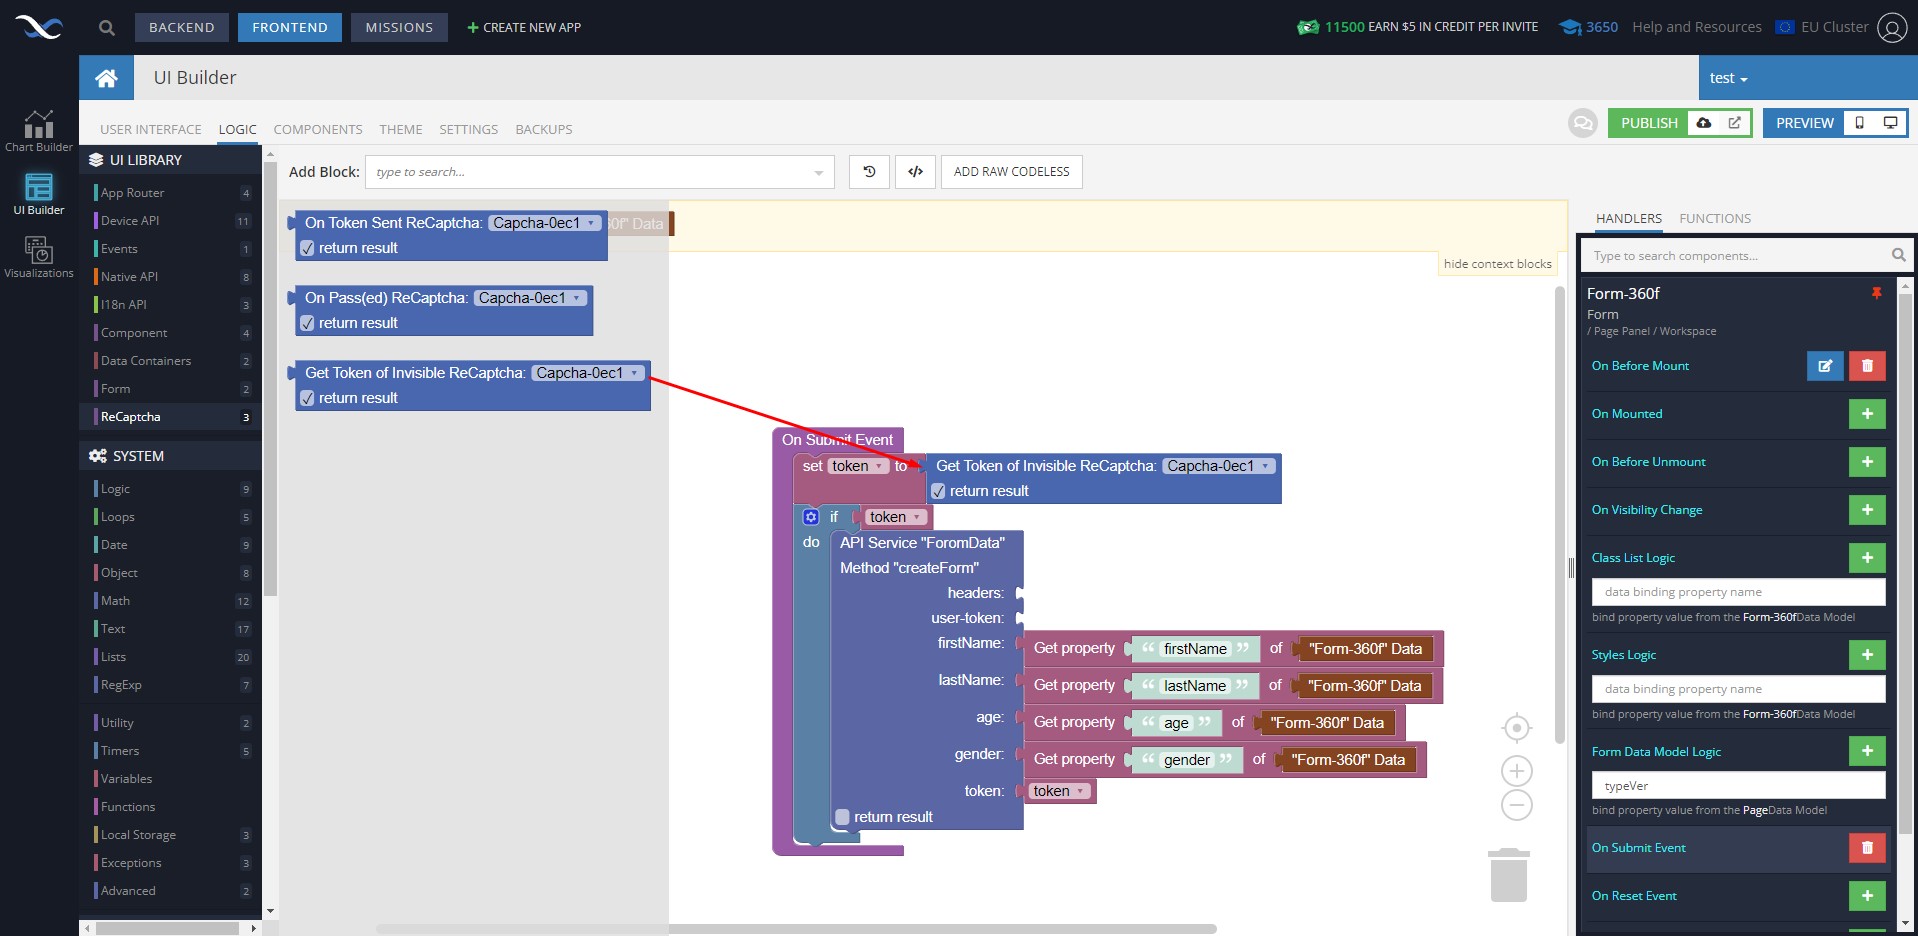 BACKEND
FRONTEND
MISSIONS
+ CREATE NEW APP
11500 EARN $5 IN CREDIT PER INVITE
3650
Help and Resources
EU Cluster
UI Builder
test
USER INTERFACE
LOGIC
COMPONENTS
THEME
SETTINGS
BACKUPS
PUBLISH
PREVIEW
Chart Builder
UI Builder
Visualizations
UI LIBRARY
App Router 4
Device API 11
Events 1
Native API 8
I18n API 3
Component 4
Data Containers 2
Form 2
ReCaptcha 3
SYSTEM
Logic 9
Loops 5
Date 9
Object 8
Math 12
Text 17
Lists 20
RegExp 7
Utility 2
Timers 5
Variables
Functions
Local Storage 3
Exceptions 3
Advanced 2
Add Block:
type to search...
</>
ADD RAW CODELESS
On Token Sent ReCaptcha: Capcha-0ec1
60f" Data
return result
hide context blocks
On Pass(ed) ReCaptcha: Capcha-0ec1
return result
Get Token of Invisible ReCaptcha: Capcha-0ec1
return result
On Submit Event
set token to
Get Token of Invisible ReCaptcha: Capcha-0ec1
return result
if token
do
API Service "ForomData"
Method "createForm"
headers:
user-token:
firstName: Get property “ firstName ” of "Form-360f" Data
lastName: Get property “ lastName ” of "Form-360f" Data
age: Get property “ age ” of "Form-360f" Data
gender: Get property “ gender ” of "Form-360f" Data
token: token
return result
HANDLERS
FUNCTIONS
Type to search components...
Form-360f
Form
/ Page Panel / Workspace
On Before Mount
On Mounted
On Before Unmount
On Visibility Change
Class List Logic
data binding property name
bind property value from the Form-360fData Model
Styles Logic
data binding property name
bind property value from the Form-360fData Model
Form Data Model Logic
typeVer
bind property value from the PageData Model
On Submit Event
On Reset Event